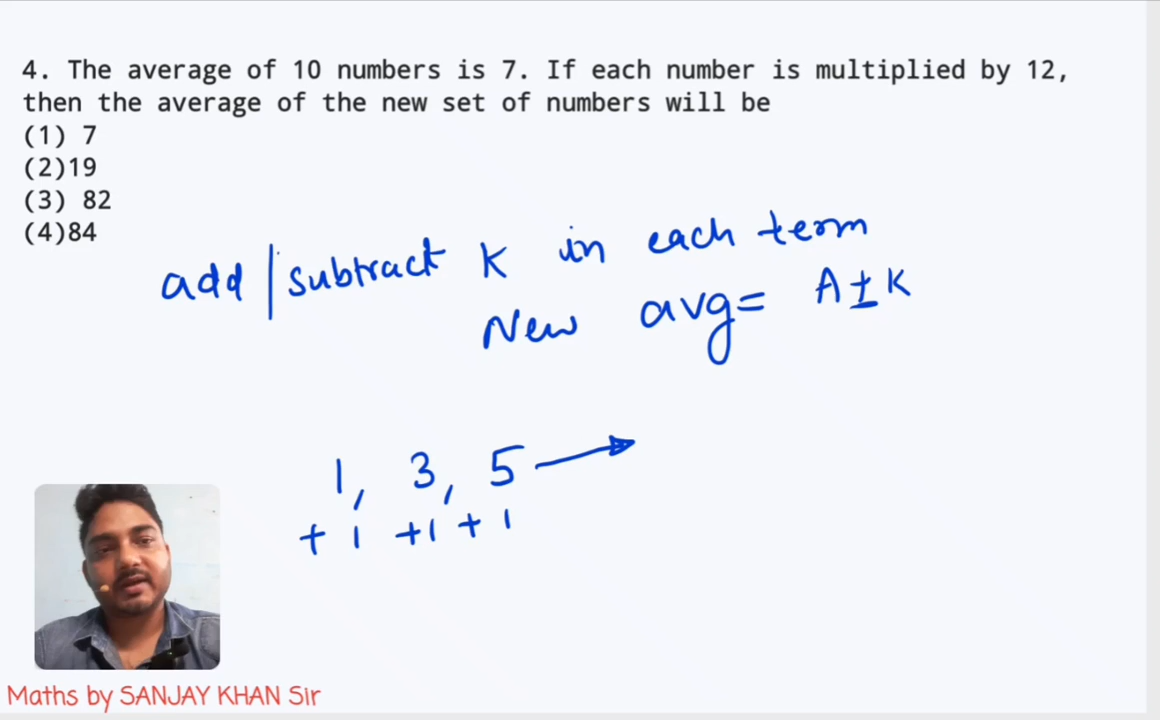 4. The average of 10 numbers is 7. If each number is multiplied by 12,
then the average of the new set of numbers will be
(1) 7
(2)19
(3) 82
(4)84
add | subtract K in each term
New avg= A±K
1, 3, 5
+1 +1 +1
Maths by SANJAY KHAN Sir